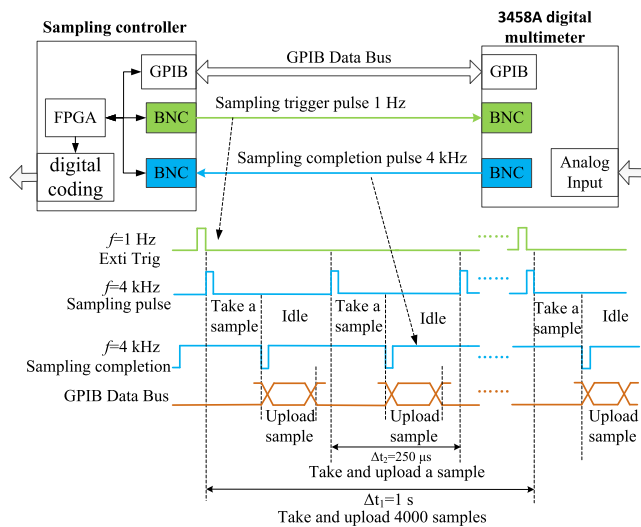 Sampling controller
3458A digital
multimeter
GPIB
GPIB Data Bus
GPIB
FPGA
BNC
Sampling trigger pulse 1 Hz
BNC
digital
coding
BNC
Sampling completion pulse 4 kHz
BNC
Analog
Input
f=1 Hz
Exti Trig
f=4 kHz
Sampling pulse
Take a
sample
Idle
Take a
sample
Idle
Take a
sample
Idle
f=4 kHz
Sampling completion
GPIB Data Bus
Upload
sample
Upload
sample
Upload
sample
Δt₂=250 μs
Take and upload a sample
Δt₁=1 s
Take and upload 4000 samples